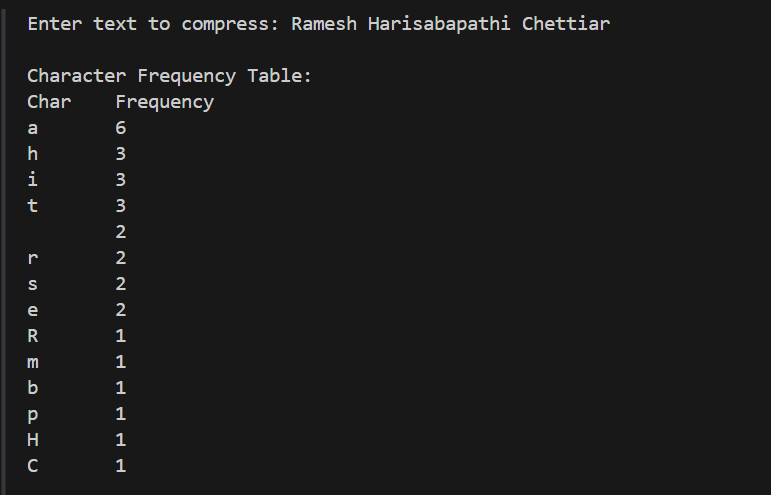 Enter text to compress: Ramesh Harisabapathi Chettiar
Character Frequency Table:
Char    Frequency
a       6
h       3
i       3
t       3
        2
r       2
s       2
e       2
R       1
m       1
b       1
p       1
H       1
C       1